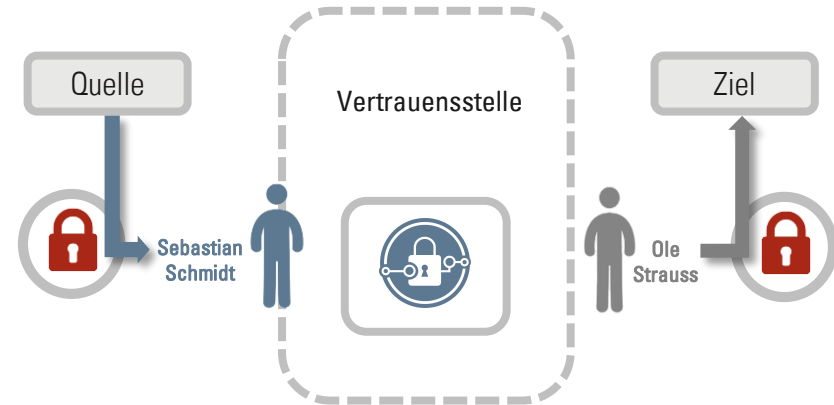 Quelle
Vertrauensstelle
Ziel
Sebastian
Schmidt
Ole
Strauss